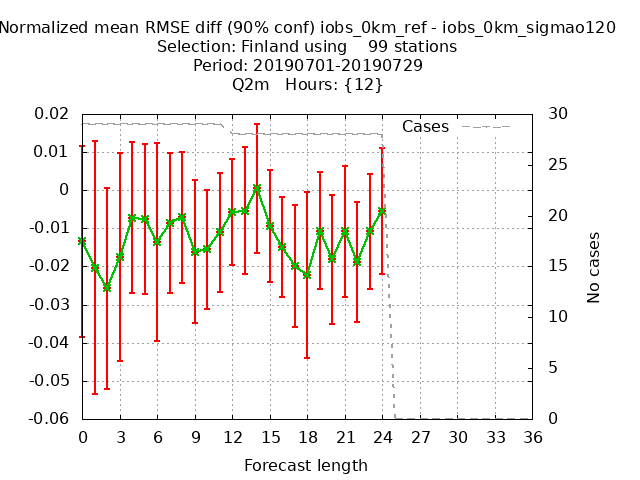 Normalized mean RMSE diff (90% conf) iobs_0km_ref - iobs_0km_sigmao120
Selection: Finland using    99 stations
Period: 20190701-20190729
Q2m   Hours: {12}
Cases
0.02
0.01
0
-0.01
-0.02
-0.03
-0.04
-0.05
-0.06
30
25
20
15
10
5
0
No cases
0 3 6 9 12 15 18 21 24 27 30 33 36
Forecast length